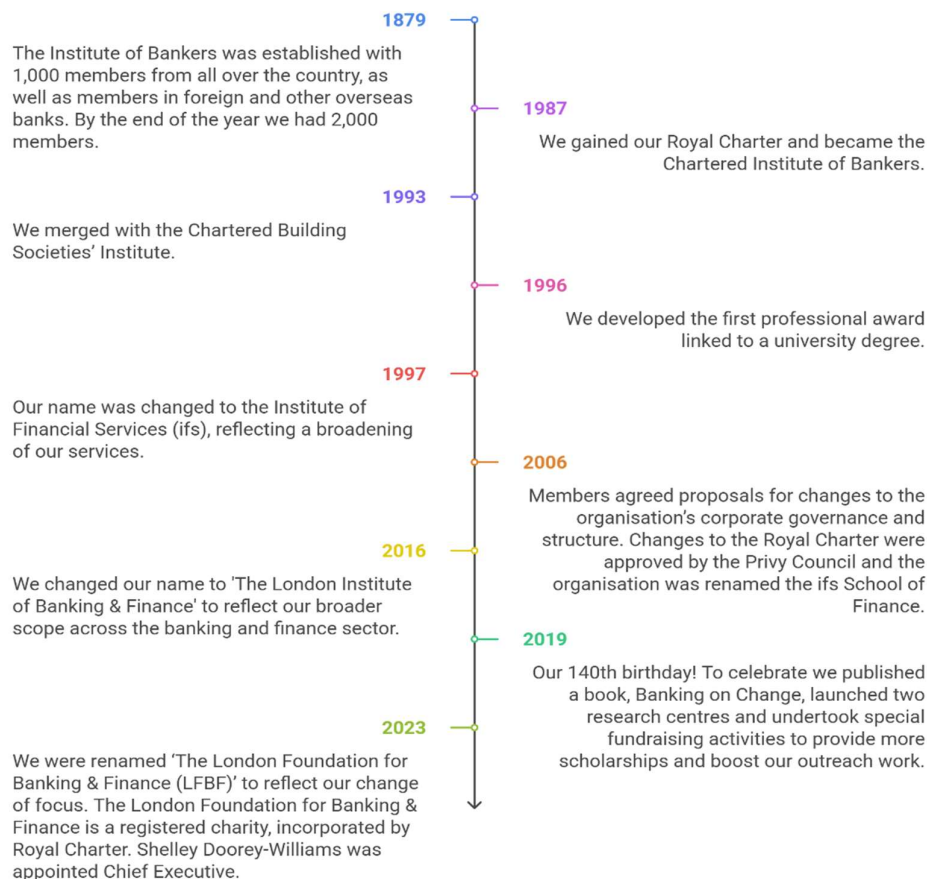 1879
The Institute of Bankers was established with
1,000 members from all over the country, as
well as members in foreign and other overseas
banks. By the end of the year we had 2,000
members.
1987
We gained our Royal Charter and became the
Chartered Institute of Bankers.
1993
We merged with the Chartered Building
Societies’ Institute.
1996
We developed the first professional award
linked to a university degree.
1997
Our name was changed to the Institute of
Financial Services (ifs), reflecting a broadening
of our services.
2006
Members agreed proposals for changes to the
organisation’s corporate governance and
structure. Changes to the Royal Charter were
approved by the Privy Council and the
organisation was renamed the ifs School of
Finance.
2016
We changed our name to 'The London Institute
of Banking & Finance' to reflect our broader
scope across the banking and finance sector.
2019
Our 140th birthday! To celebrate we published
a book, Banking on Change, launched two
research centres and undertook special
fundraising activities to provide more
scholarships and boost our outreach work.
2023
We were renamed ‘The London Foundation for
Banking & Finance (LFBF)’ to reflect our change
of focus. The London Foundation for Banking &
Finance is a registered charity, incorporated by
Royal Charter. Shelley Doorey-Williams was
appointed Chief Executive.